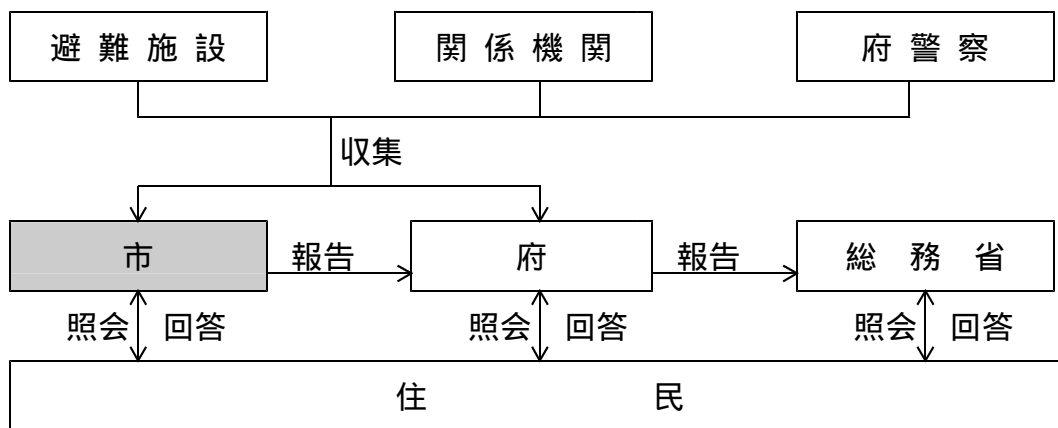 避難施設 関係機関 府警察
収集
市 報告 府 報告 総務省
照会 回答 照会 回答 照会 回答
住民